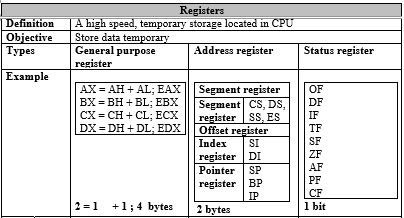 Registers
Definition A high speed, temporary storage located in CPU
Objective Store data temporary
Types General purpose register Address register Status register
Example
AX = AH + AL; EAX
BX = BH + BL; EBX
CX = CH + CL; ECX
DX = DH + DL; EDX
2 = 1 + 1 ; 4 bytes
Segment register
Segment register CS, DS, SS, ES
Offset register
Index register SI DI
Pointer register SP BP IP
2 bytes
OF
DF
IF
TF
SF
ZF
AF
PF
CF
1 bit